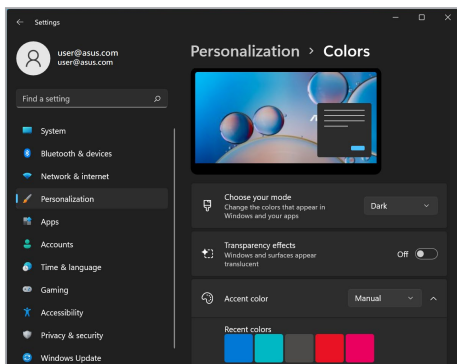 Settings
user@asus.com
user@asus.com
Find a setting
System
Bluetooth & devices
Network & internet
Personalization
Apps
Accounts
Time & language
Gaming
Accessibility
Privacy & security
Windows Update
Personalization > Colors
Choose your mode
Change the colors that appear in
Windows and your apps
Dark
Transparency effects
Windows and surfaces appear
translucent
Off
Accent color
Manual
Recent colors